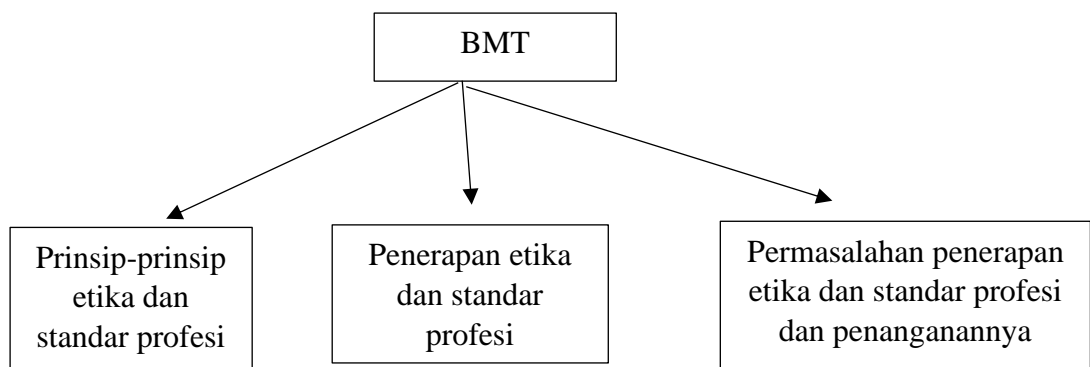 BMT
Prinsip-prinsip
etika dan
standar profesi
Penerapan etika
dan standar
profesi
Permasalahan penerapan
etika dan standar profesi
dan penanganannya